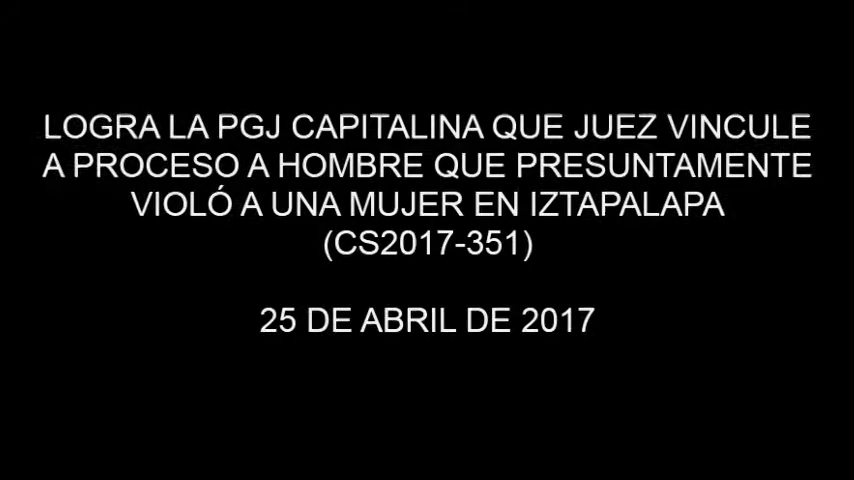 LOGRA LA PGJ CAPITALINA QUE JUEZ VINCULE
A PROCESO A HOMBRE QUE PRESUNTAMENTE
VIOLÓ A UNA MUJER EN IZTAPALAPA
(CS2017-351)
25 DE ABRIL DE 2017